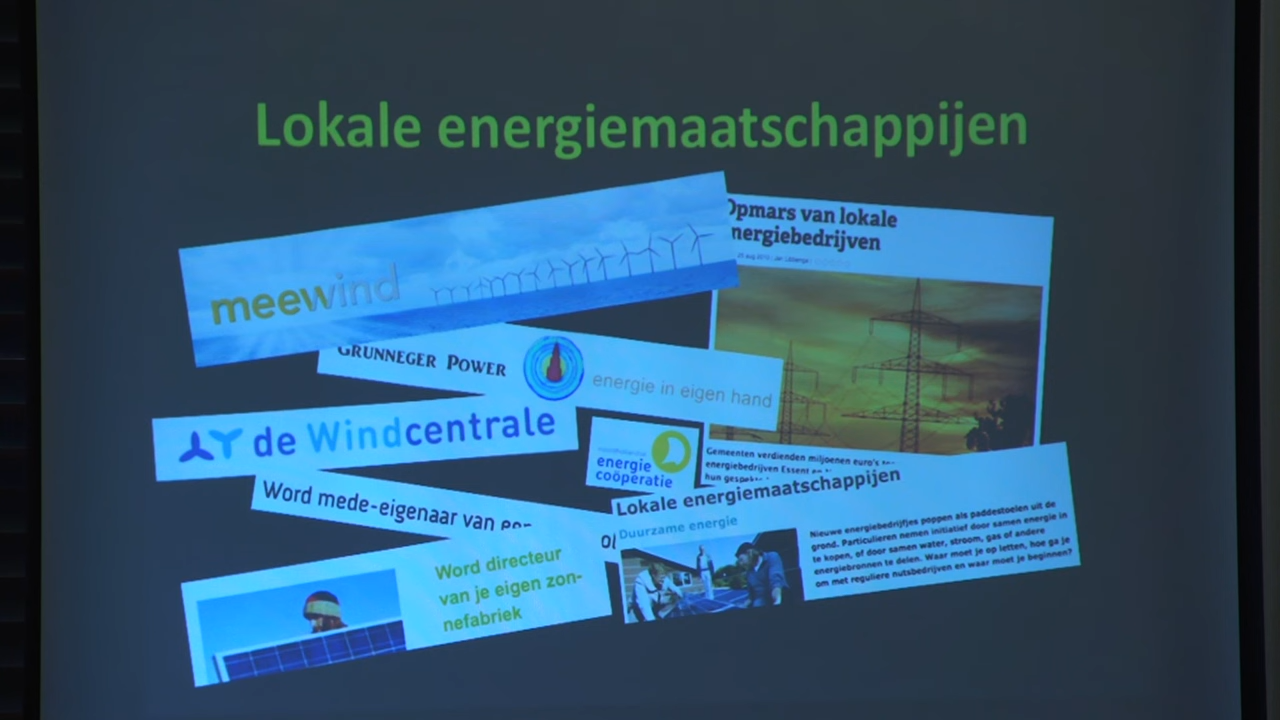 Lokale energiemaatschappijen
meewind
Opmars van lokale
energiebedrijven
GRUNNEGER POWER
energie in eigen hand
de Windcentrale
energie
coöperatie
Gemeenten verdienden miljoenen euro's
energiebedrijven Essent en
hun
Word mede-eigenaar van
Lokale energiemaatschappijen
Duurzame energie
Nieuwe energiebedrijfjes poppen als paddestoelen uit de
grond. Particulieren nemen initiatief door samen energie in
te kopen, of door samen water, stroom, gas of andere
energiebronnen te delen. Waar moet je op letten, hoe ga je
om met reguliere nutsbedrijven en waar moet je beginnen?
Word directeur
van je eigen zon-
nefabriek